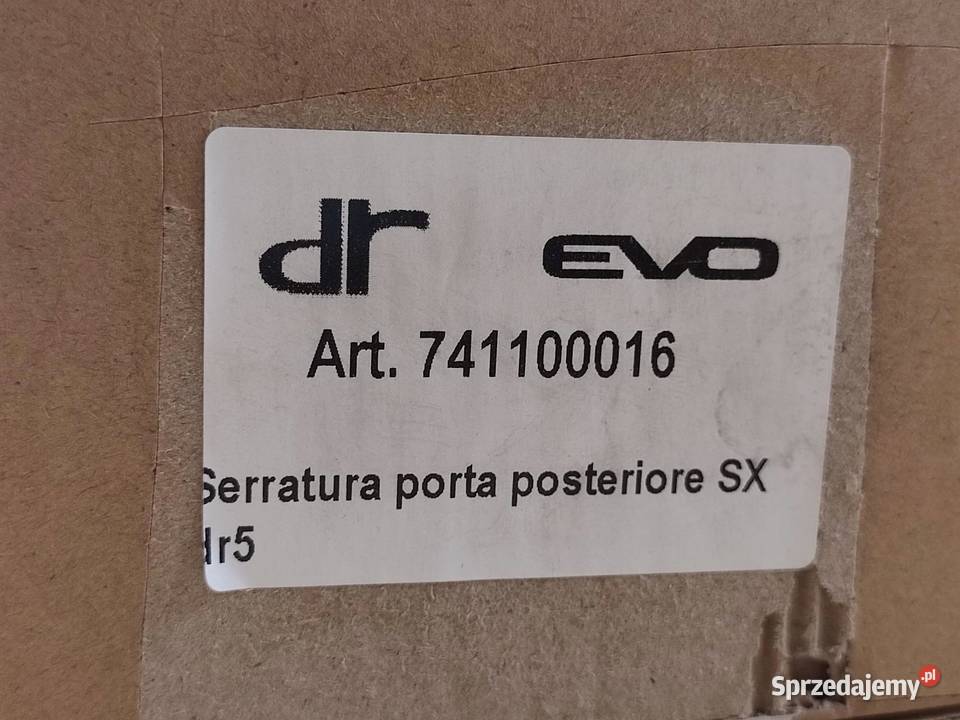 dr EVO
Art. 741100016
Serratura porta posteriore SX
dr5
Sprzedajemy.pl